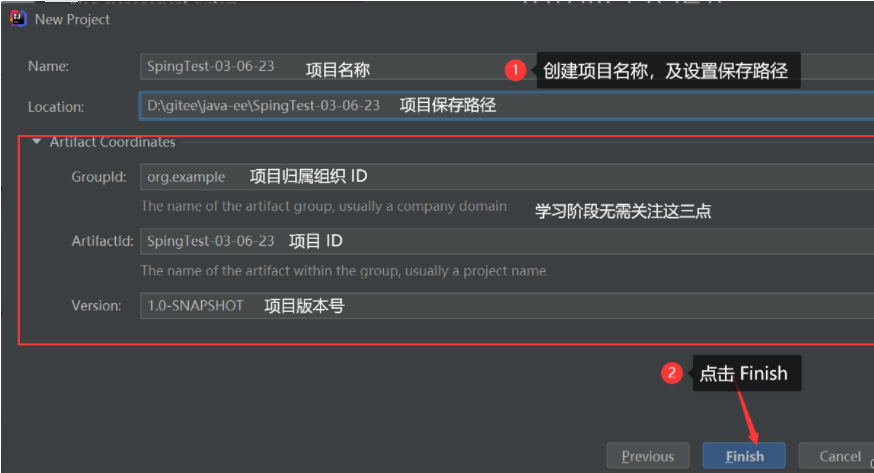 New Project
Name: SpingTest-03-06-23 项目名称 1 创建项目名称，及设置保存路径
Location: D:\gitee\java-ee\SpingTest-03-06-23 项目保存路径
Artifact Coordinates
GroupId: org.example 项目归属组织 ID
The name of the artifact group, usually a company domain 学习阶段无需关注这三点
ArtifactId: SpingTest-03-06-23 项目 ID
The name of the artifact within the group, usually a project name
Version: 1.0-SNAPSHOT 项目版本号
2 点击 Finish
Previous Finish Cancel